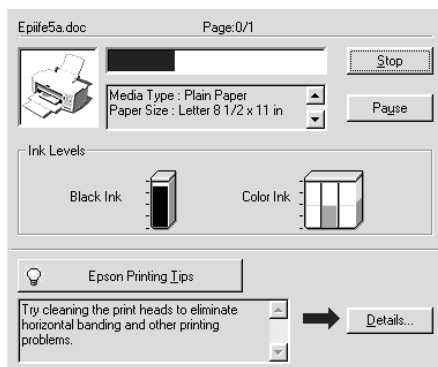 Epiife5a.doc Page:0/1
Stop
Media Type : Plain Paper
Paper Size : Letter 8 1/2 x 11 in
Pause
Ink Levels
Black Ink Color Ink
Epson Printing Tips
Try cleaning the print heads to eliminate
horizontal banding and other printing
problems.
Details...